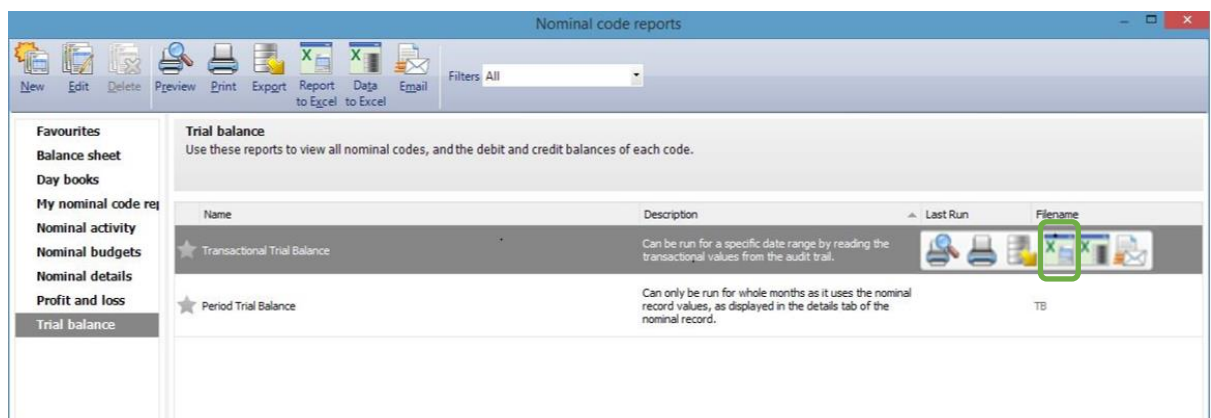 Nominal code reports
New Edit Delete Preview Print Export Report to Excel Data to Excel Email Filters All
Favourites
Balance sheet
Day books
My nominal code rep
Nominal activity
Nominal budgets
Nominal details
Profit and loss
Trial balance
Trial balance
Use these reports to view all nominal codes, and the debit and credit balances of each code.
Name Description Last Run Filename
Transactional Trial Balance
Can be run for a specific date range by reading the
transactional values from the audit trail.
Period Trial Balance
Can only be run for whole months as it uses the nominal
record values, as displayed in the details tab of the
nominal record.
TB